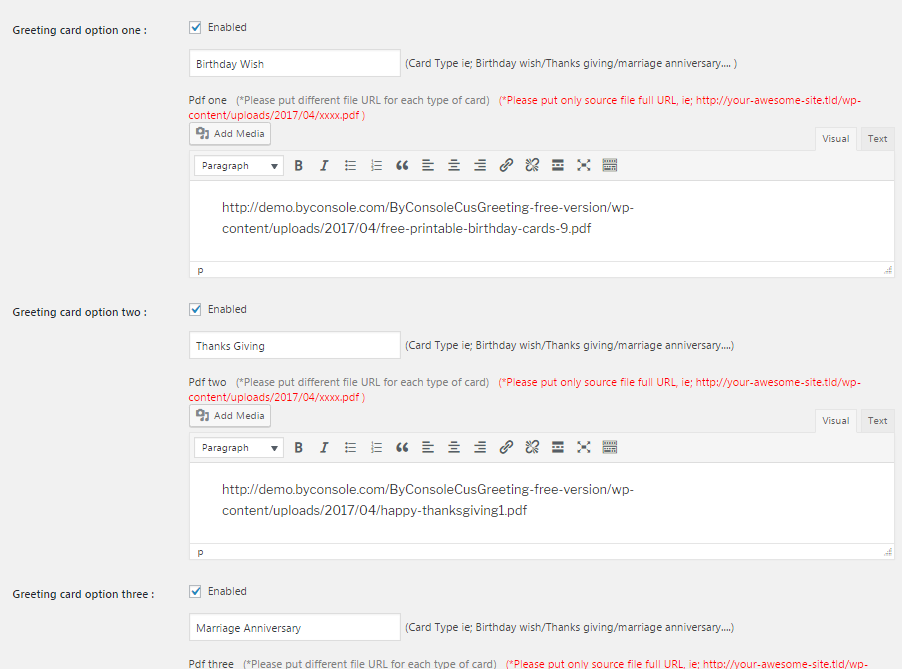 Greeting card option one :
Enabled
Birthday Wish
(Card Type ie; Birthday wish/Thanks giving/marriage anniversary.... )
Pdf one (*Please put different file URL for each type of card) (*Please put only source file full URL, ie; http://your-awesome-site.tld/wp-
content/uploads/2017/04/xxxx.pdf )
Add Media
Visual
Text
Paragraph
http://demo.byconsole.com/ByConsoleCusGreeting-free-version/wp-
content/uploads/2017/04/free-printable-birthday-cards-9.pdf
p
Greeting card option two :
Enabled
Thanks Giving
(Card Type ie; Birthday wish/Thanks giving/marriage anniversary....)
Pdf two (*Please put different file URL for each type of card) (*Please put only source file full URL, ie; http://your-awesome-site.tld/wp-
content/uploads/2017/04/xxxx.pdf )
Add Media
Visual
Text
Paragraph
http://demo.byconsole.com/ByConsoleCusGreeting-free-version/wp-
content/uploads/2017/04/happy-thanksgiving1.pdf
p
Greeting card option three :
Enabled
Marriage Anniversary
(Card Type ie; Birthday wish/Thanks giving/marriage anniversary....)
Pdf three (*Please put different file URL for each type of card) (*Please put only source file full URL, ie; http://your-awesome-site.tld/wp-